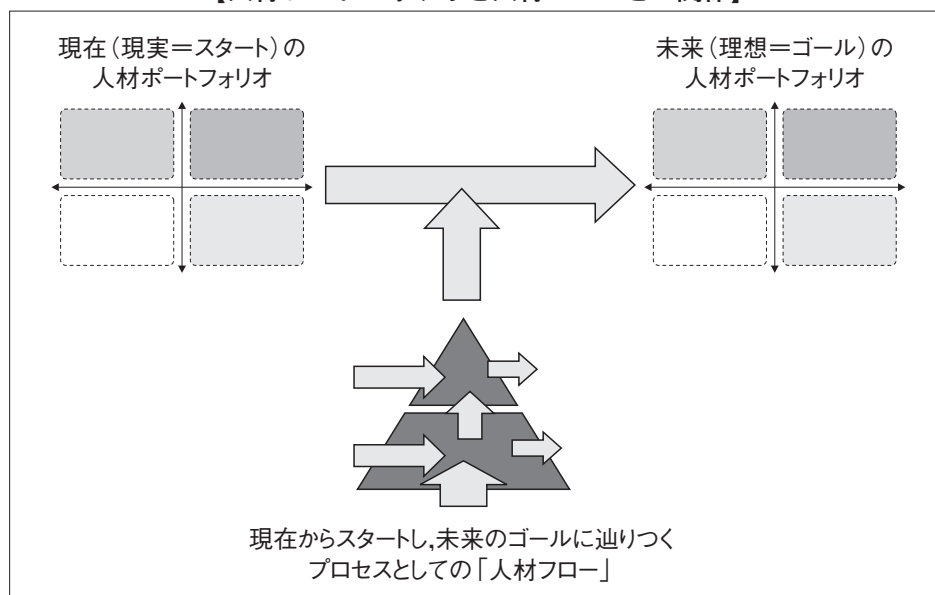 現在(現実=スタート)の
人材ポートフォリオ
未来(理想=ゴール)の
人材ポートフォリオ
現在からスタートし,未来のゴールに辿りつく
プロセスとしての「人材フロー」